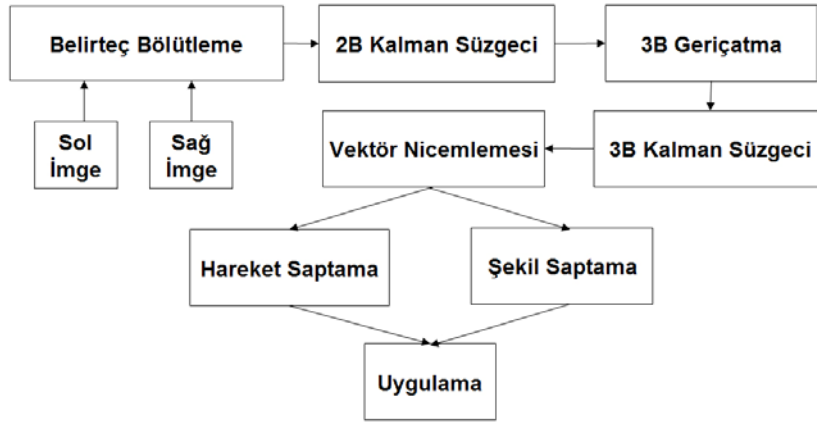 Belirteç Bölütleme
2B Kalman Süzgeci
3B Geriçatma
Sol
İmge
Sağ
İmge
Vektör Nicemlemesi
3B Kalman Süzgeci
Hareket Saptama
Şekil Saptama
Uygulama